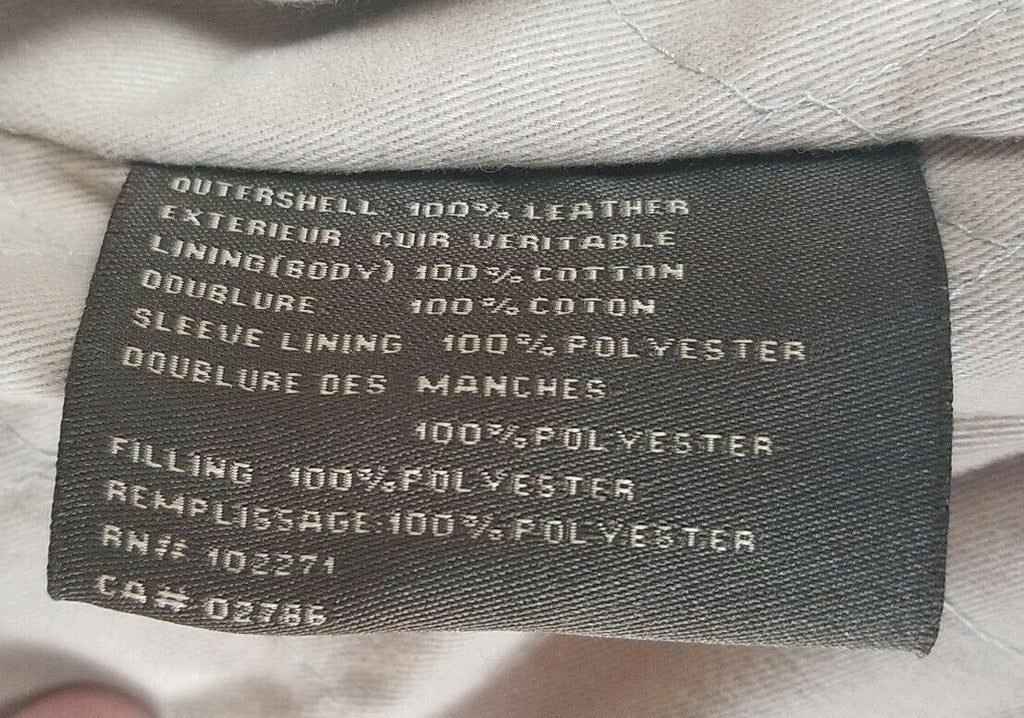 OUTERSHELL 100% LEATHER
EXTERIEUR CUIR VERITABLE
LINING(BODY) 100% COTTON
DOUBLURE 100% COTON
SLEEVE LINING 100% POLYESTER
DOUBLURE DES MANCHES
100% POLYESTER
FILLING 100% POLYESTER
REMPLISSAGE:100% POLYESTER
RN# 102271
CA# 02786